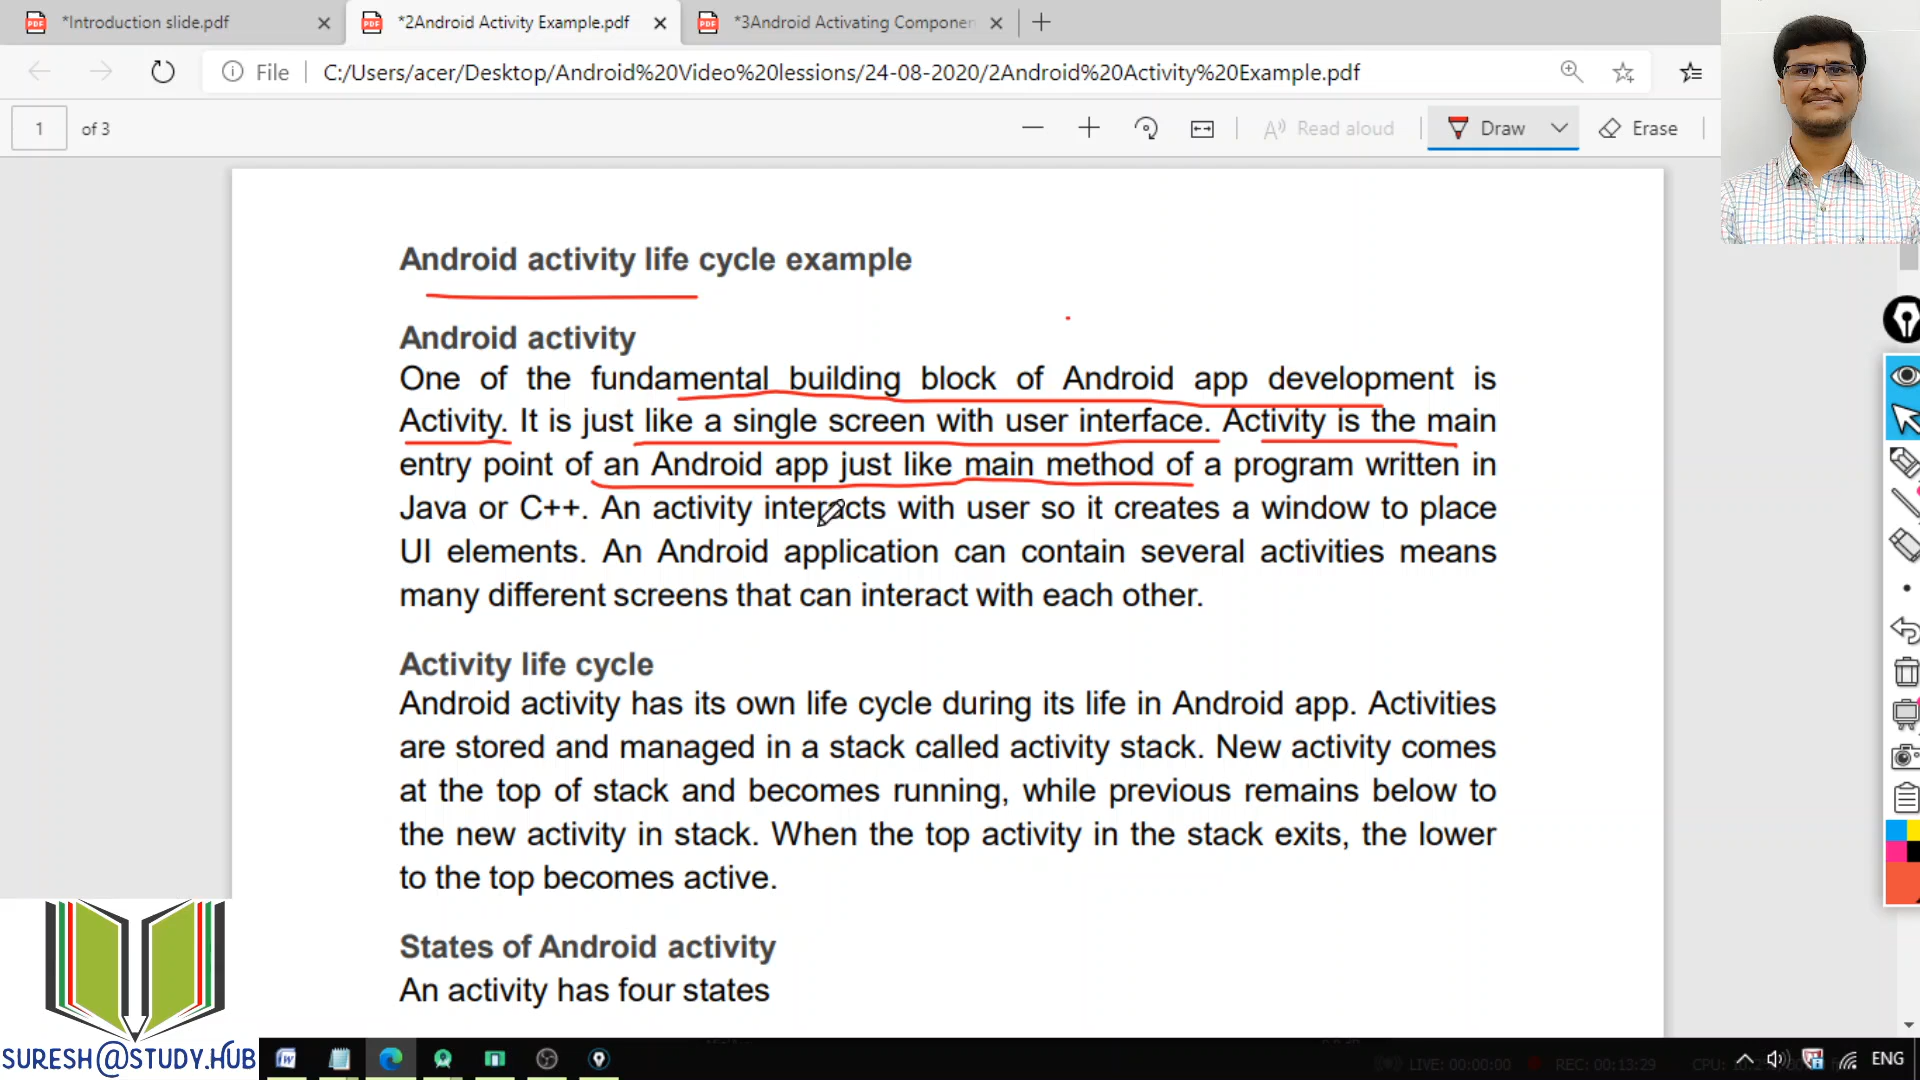 *Introduction slide.pdf
*2Android Activity Example.pdf
*3Android Activating Componen
File
C:/Users/acer/Desktop/Android%20Video%20lessions/24-08-2020/2Android%20Activity%20Example.pdf
1 of 3
Read aloud
Draw
Erase
Android activity life cycle example
Android activity
One of the fundamental building block of Android app development is
Activity. It is just like a single screen with user interface. Activity is the main
entry point of an Android app just like main method of a program written in
Java or C++. An activity interacts with user so it creates a window to place
UI elements. An Android application can contain several activities means
many different screens that can interact with each other.
Activity life cycle
Android activity has its own life cycle during its life in Android app. Activities
are stored and managed in a stack called activity stack. New activity comes
at the top of stack and becomes running, while previous remains below to
the new activity in stack. When the top activity in the stack exits, the lower
to the top becomes active.
States of Android activity
An activity has four states
SURESH@STUDY.HUB
LIVE: 00:00:00
REC: 00:13:29
ENG